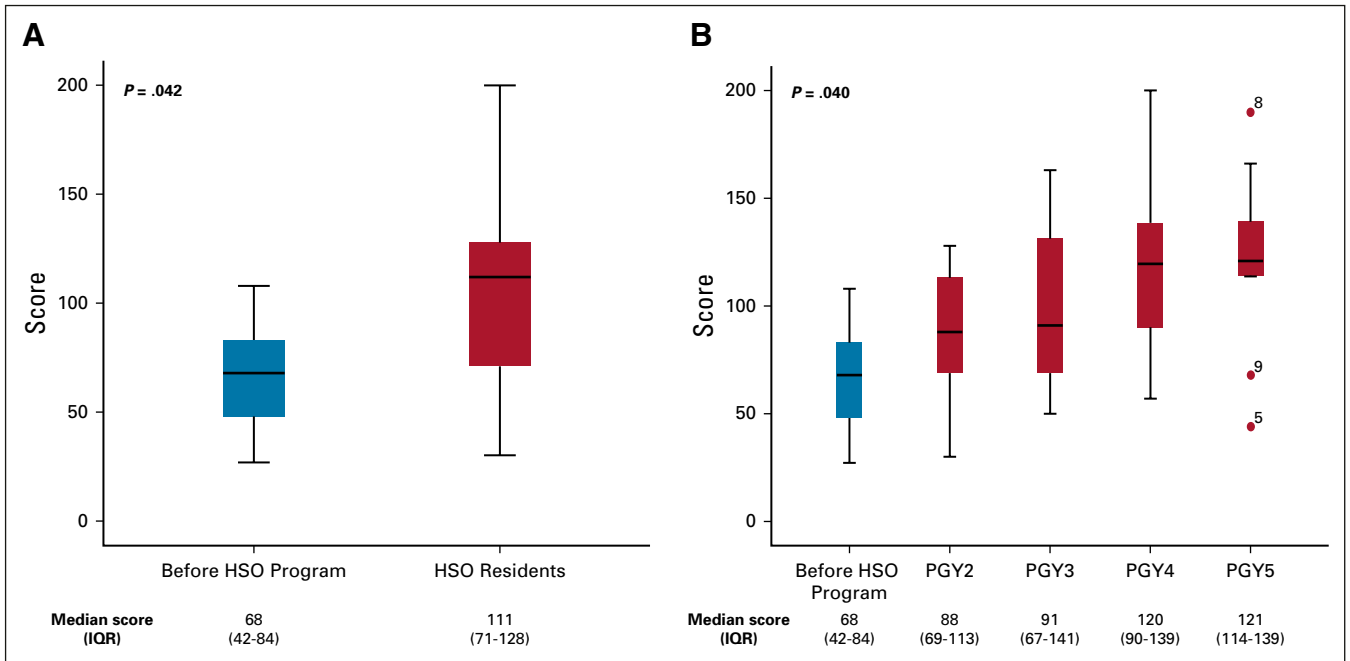 A
P = .042
Score
200
150
100
50
0
Before HSO Program
HSO Residents
Median score 68 111
(IQR) (42-84) (71-128)
B
P = .040
Score
200
150
100
50
0
8
9
5
Before HSO PGY2 PGY3 PGY4 PGY5
Program
Median score 68 88 91 120 121
(IQR) (42-84) (69-113) (67-141) (90-139) (114-139)